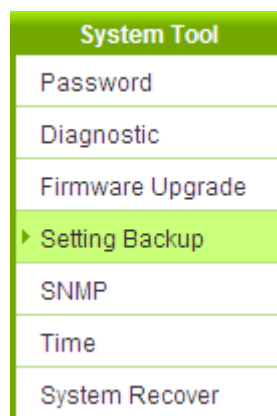 System Tool
Password
Diagnostic
Firmware Upgrade
Setting Backup
SNMP
Time
System Recover